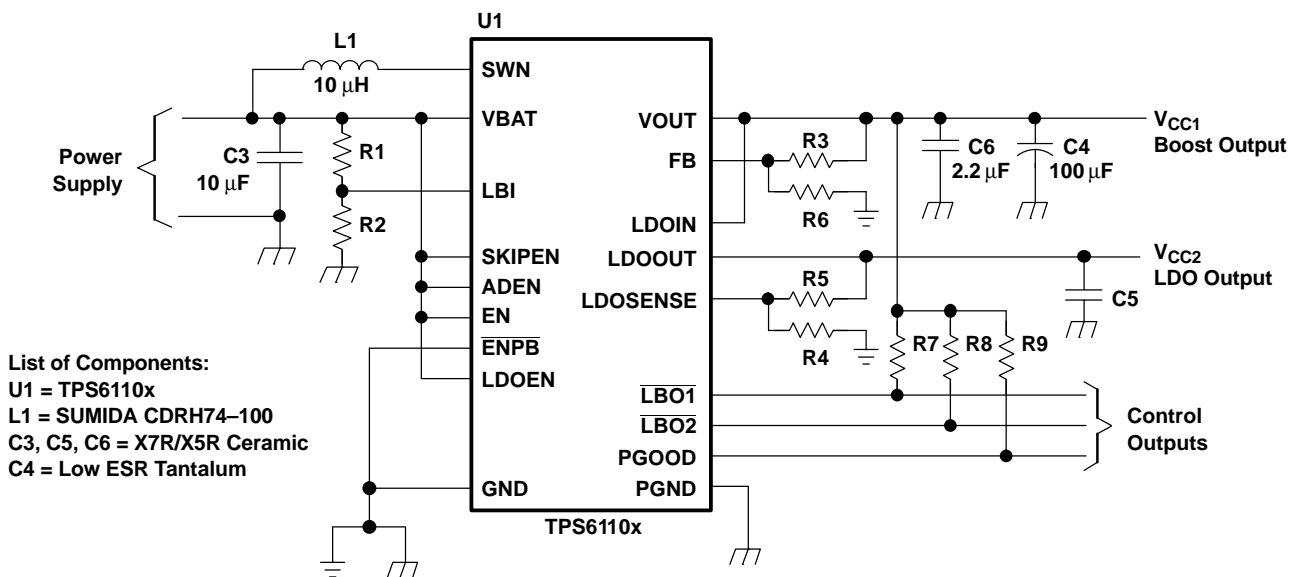 U1
L1
10 μH
SWN
VBAT
VOUT
VCC1
Boost Output
Power
Supply
C3
10 μF
R1
R3
FB
C6
2.2 μF
C4
100 μF
LBI
R2
R6
LDOIN
SKIPEN
LDOOUT
VCC2
LDO Output
ADEN
R5
LDOSENSE
C5
EN
R4
ENPB
R7
R8
R9
LDOEN
List of Components:
U1 = TPS6110x
L1 = SUMIDA CDRH74–100
C3, C5, C6 = X7R/X5R Ceramic
C4 = Low ESR Tantalum
LBO1
LBO2
PGOOD
Control
Outputs
GND
PGND
TPS6110x